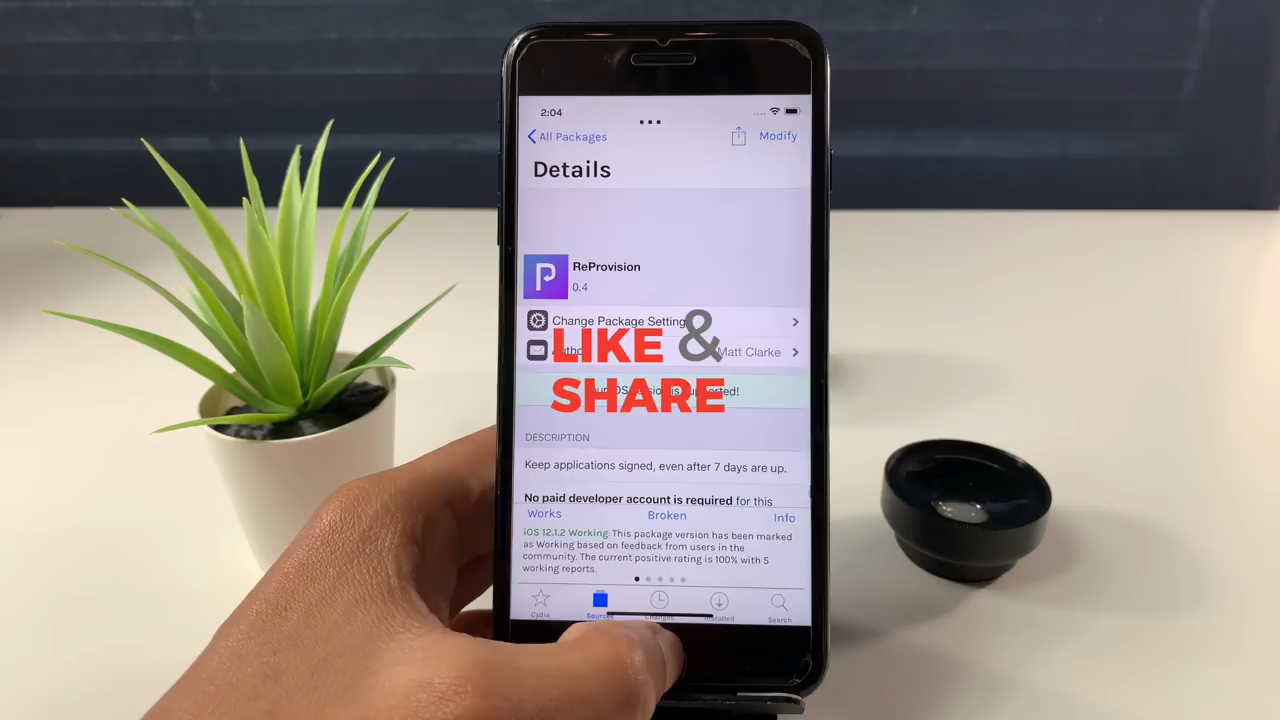 2:04
All Packages
Modify
Details
ReProvision
0.4
Change Package Setting
Matt Clarke
LIKE &
SHARE
DESCRIPTION
Keep applications signed, even after 7 days are up.
No paid developer account is required for this
Works Broken Info
iOS 12.1.2 Working: This package version has been marked
as Working based on feedback from users in the
community. The current positive rating is 100% with 5
working reports.
Cydia Sources Changes Installed Search